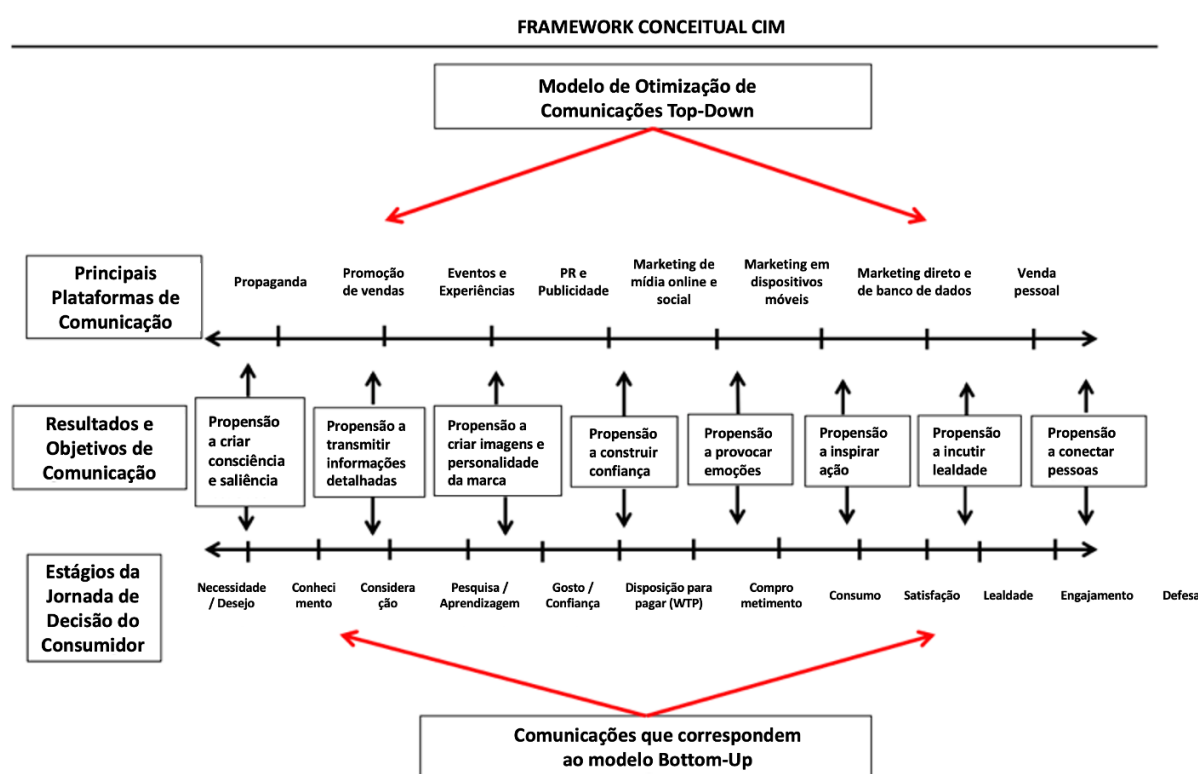 FRAMEWORK CONCEITUAL CIM
Modelo de Otimização de
Comunicações Top-Down
Principais
Plataformas de
Comunicação
Propaganda
Promoção
de vendas
Eventos e
Experiências
PR e
Publicidade
Marketing de
mídia online e
social
Marketing em
dispositivos
móveis
Marketing direto e
de banco de dados
Venda
pessoal
Resultados e
Objetivos de
Comunicação
Propensão
a criar
consciência
e saliência
Propensão a
transmitir
informações
detalhadas
Propensão a
criar imagens e
personalidade
da marca
Propensão
a construir
confiança
Propensão
a provocar
emoções
Propensão
a inspirar
ação
Propensão
a incutir
lealdade
Propensão
a conectar
pessoas
Estágios da
Jornada de
Decisão do
Consumidor
Necessidade
/ Desejo
Conheci
mento
Considera
ção
Pesquisa /
Aprendizagem
Gosto /
Confiança
Disposição para
pagar (WTP)
Compro
metimento
Consumo
Satisfação
Lealdade
Engajamento
Defesa
Comunicações que correspondem
ao modelo Bottom-Up